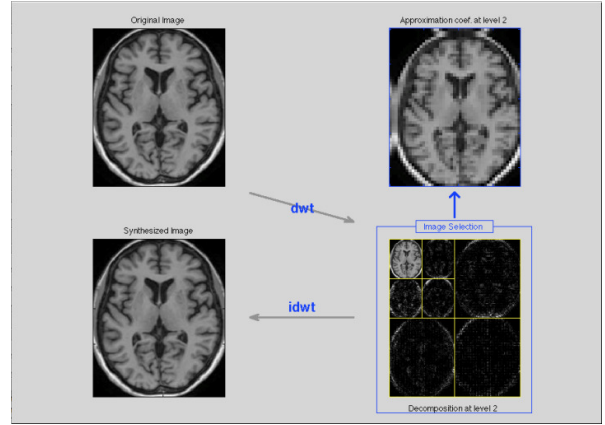 Original Image
Approximation coef. at level 2
dwt
Image Selection
Synthesized Image
idwt
Decomposition at level 2